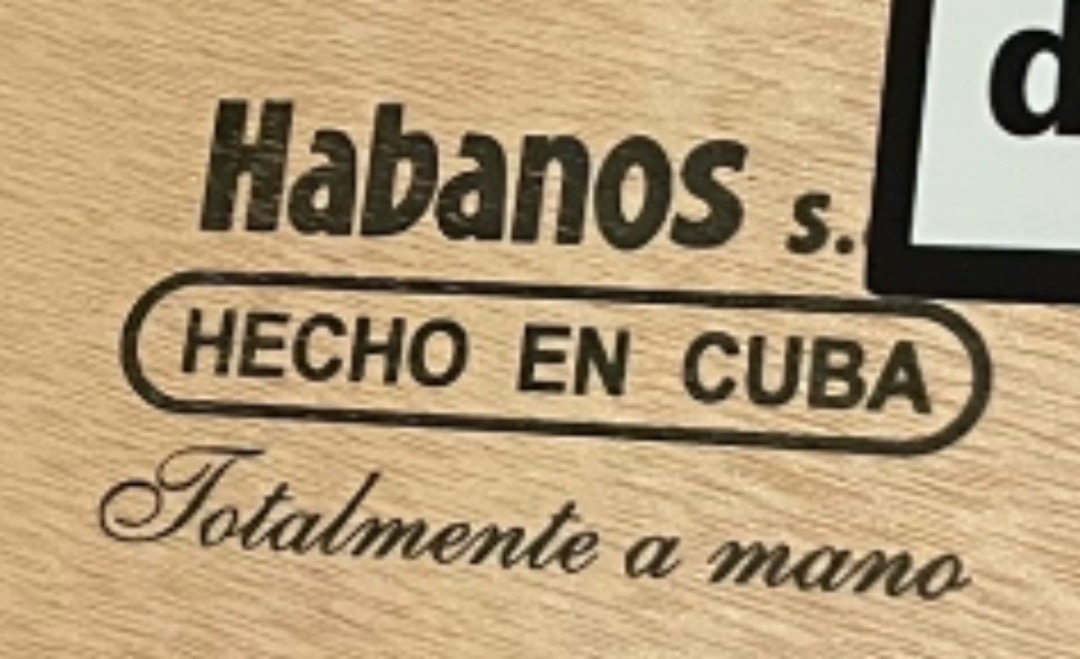 Habanos s.
HECHO EN CUBA
Totalmente a mano